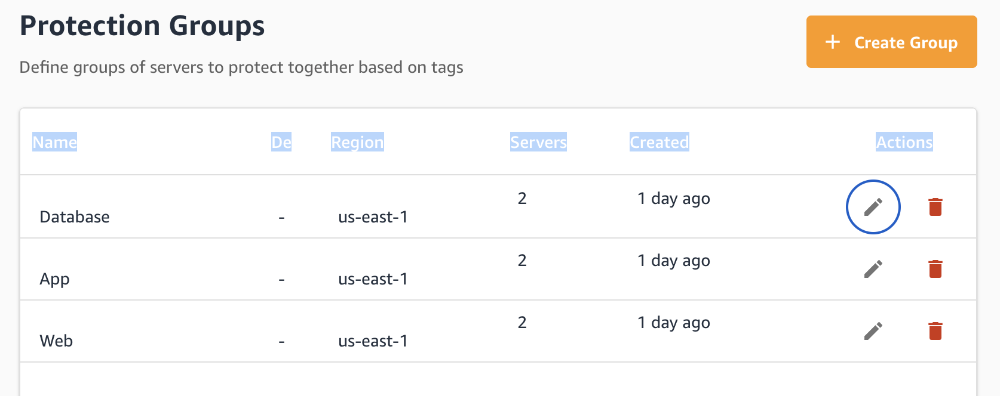 Protection Groups
+ Create Group
Define groups of servers to protect together based on tags
Name De Region Servers Created Actions
Database - us-east-1 2 1 day ago
App - us-east-1 2 1 day ago
Web - us-east-1 2 1 day ago